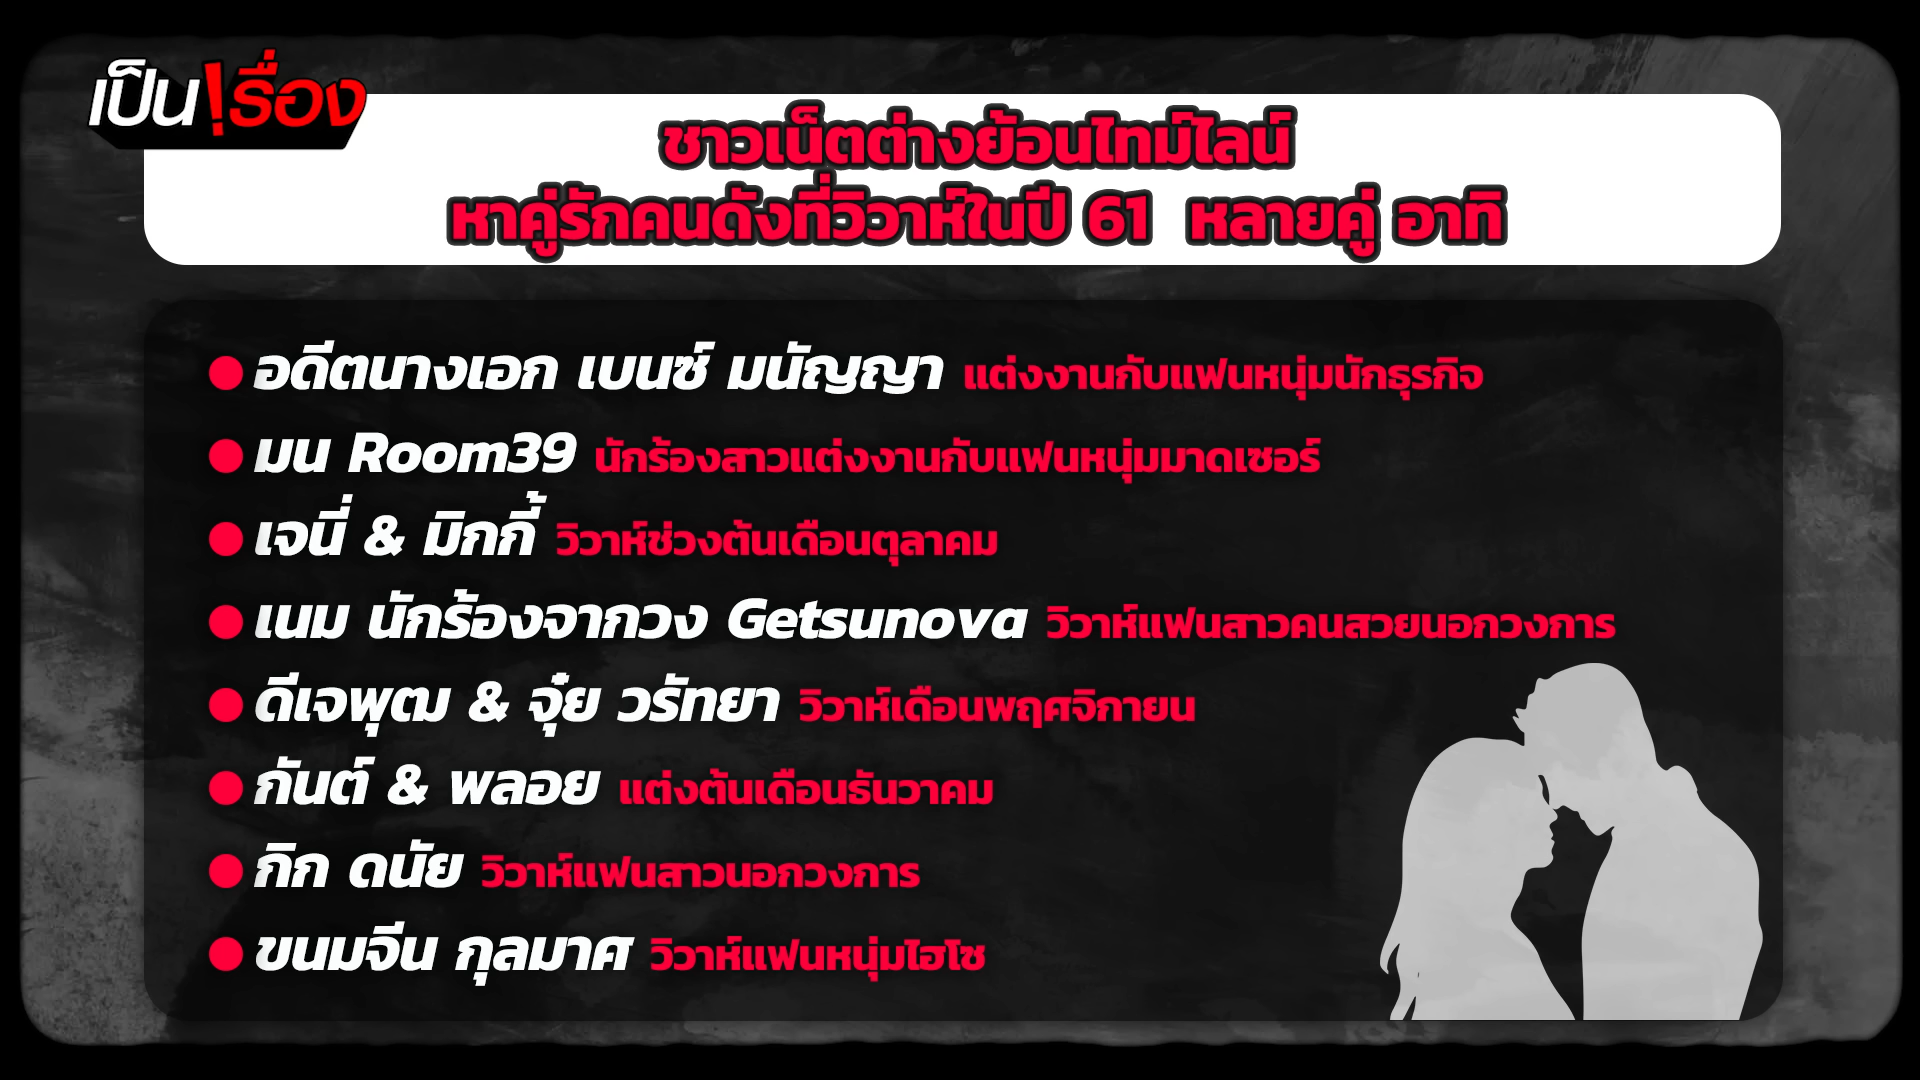 เป็น!รื่อง
ชาวเน็ตต่างย้อนไทม์ไลน์
หาคู่รักคนดังที่วิวาห์ในปี 61 หลายคู่ อาทิ
อดีตนางเอก เบนซ์ มนัญญา แต่งงานกับแฟนหนุ่มนักธุรกิจ
มน Room39 นักร้องสาวแต่งงานกับแฟนหนุ่มมาดเซอร์
เจนี่ & มิกกี้ วิวาห์ช่วงต้นเดือนตุลาคม
เนม นักร้องจากวง Getsunova วิวาห์แฟนสาวคนสวยนอกวงการ
ดีเจพุฒ & จุ๋ย วรัทยา วิวาห์เดือนพฤศจิกายน
กันต์ & พลอย แต่งต้นเดือนธันวาคม
กิก ดนัย วิวาห์แฟนสาวนอกวงการ
ขนมจีน กุลมาศ วิวาห์แฟนหนุ่มไฮโซ